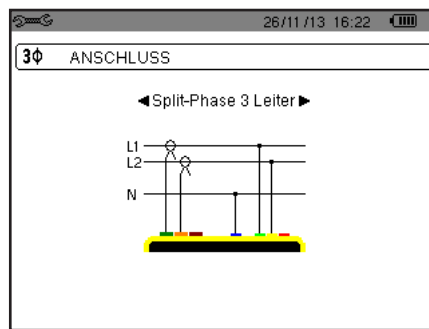 26/11/13 16:22
3Φ ANSCHLUSS
◀Split-Phase 3 Leiter▶
L1
L2
N